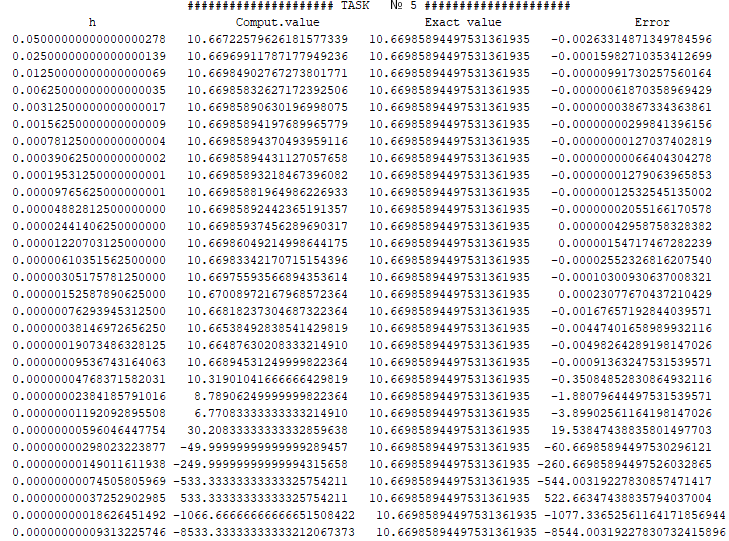 ##################### TASK № 5 #####################
h Comput.value Exact value Error
0.05000000000000000278 10.66722579626181577339 10.66985894497531361935 -0.00263314871349784596
0.02500000000000000139 10.66969911787177949236 10.66985894497531361935 -0.00015982710353412699
0.01250000000000000069 10.66984902767273801771 10.66985894497531361935 -0.00000991730257560164
0.00625000000000000035 10.66985832627172392506 10.66985894497531361935 -0.00000061870358969429
0.00312500000000000017 10.66985890630196998075 10.66985894497531361935 -0.00000003867334363861
0.00156250000000000009 10.66985894197689965779 10.66985894497531361935 -0.00000000299841396156
0.00078125000000000004 10.66985894370493959116 10.66985894497531361935 -0.00000000127037402819
0.00039062500000000002 10.66985894431127057658 10.66985894497531361935 -0.00000000066404304278
0.00019531250000000001 10.66985893218467396082 10.66985894497531361935 -0.00000001279063965853
0.00009765625000000001 10.66985881964986226933 10.66985894497531361935 -0.00000012532545135002
0.00004882812500000000 10.66985892442365191357 10.66985894497531361935 -0.00000002055166170578
0.00002441406250000000 10.66985937456289690317 10.66985894497531361935 0.00000042958758328382
0.00001220703125000000 10.66986049214998644175 10.66985894497531361935 0.00000154717467282239
0.00000610351562500000 10.66983342170715154396 10.66985894497531361935 -0.00002552326816207540
0.00000305175781250000 10.66975593566894353614 10.66985894497531361935 -0.00010300930637008321
0.00000152587890625000 10.67008972167968572364 10.66985894497531361935 0.00023077670437210429
0.00000076293945312500 10.66818237304687322364 10.66985894497531361935 -0.00167657192844039571
0.00000038146972656250 10.66538492838541429819 10.66985894497531361935 -0.00447401658989932116
0.00000019073486328125 10.66487630208333214910 10.66985894497531361935 -0.00498264289198147026
0.00000009536743164063 10.66894531249999822364 10.66985894497531361935 -0.00091363247531539571
0.00000004768371582031 10.31901041666666429819 10.66985894497531361935 -0.35084852830864932116
0.00000002384185791016 8.78906249999999822364 10.66985894497531361935 -1.88079644497531539571
0.00000001192092895508 6.77083333333333214910 10.66985894497531361935 -3.89902561164198147026
0.00000000596046447754 30.20833333333332859638 10.66985894497531361935 19.53847438835801497703
0.00000000298023223877 -49.99999999999999289457 10.66985894497531361935 -60.66985894497530296121
0.00000000149011611938 -249.99999999999994315658 10.66985894497531361935 -260.66985894497526032865
0.00000000074505805969 -533.33333333333325754211 10.66985894497531361935 -544.00319227830857471417
0.00000000037252902985 533.33333333333325754211 10.66985894497531361935 522.66347438835794037004
0.00000000018626451492 -1066.66666666666651508422 10.66985894497531361935 -1077.33652561164171856944
0.00000000009313225746 -8533.33333333333212067373 10.66985894497531361935 -8544.00319227830732415896